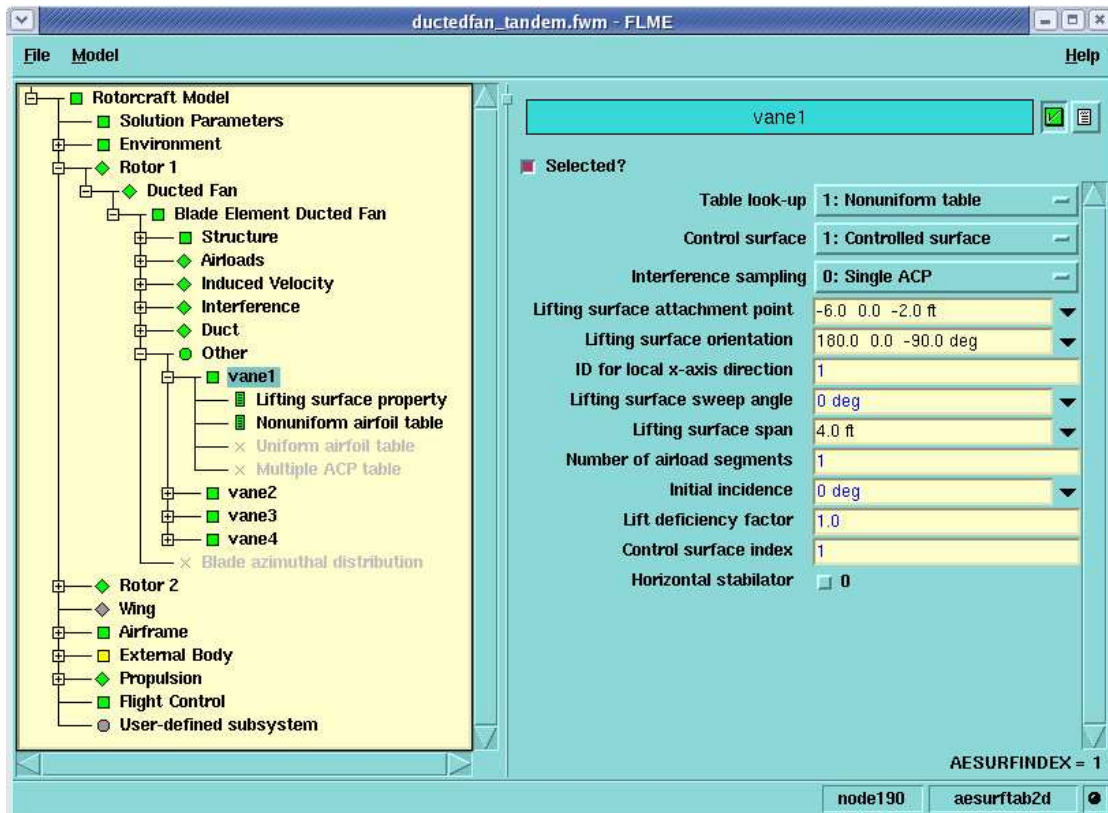 ductedfan_tandem.fwm - FLME
File Model Help
Rotorcraft Model
Solution Parameters
Environment
Rotor 1
Ducted Fan
Blade Element Ducted Fan
Structure
Airloads
Induced Velocity
Interference
Duct
Other
vane1
Lifting surface property
Nonuniform airfoil table
Uniform airfoil table
Multiple ACP table
vane2
vane3
vane4
Blade azimuthal distribution
Rotor 2
Wing
Airframe
External Body
Propulsion
Flight Control
User-defined subsystem
vane1
Selected?
Table look-up 1: Nonuniform table
Control surface 1: Controlled surface
Interference sampling 0: Single ACP
Lifting surface attachment point -6.0 0.0 -2.0 ft
Lifting surface orientation 180.0 0.0 -90.0 deg
ID for local x-axis direction 1
Lifting surface sweep angle 0 deg
Lifting surface span 4.0 ft
Number of airload segments 1
Initial incidence 0 deg
Lift deficiency factor 1.0
Control surface index 1
Horizontal stabilator 0
AESURFINDEX = 1
node190 aesurftab2d